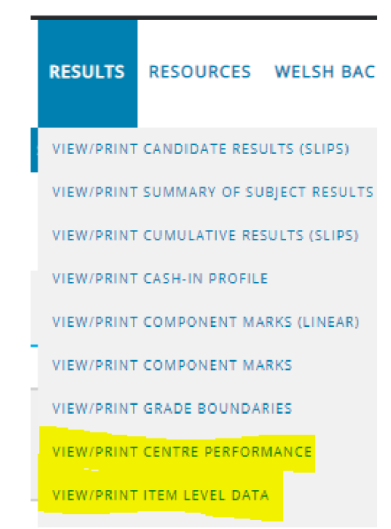 RESULTS RESOURCES WELSH BAC
VIEW/PRINT CANDIDATE RESULTS (SLIPS)
VIEW/PRINT SUMMARY OF SUBJECT RESULTS
VIEW/PRINT CUMULATIVE RESULTS (SLIPS)
VIEW/PRINT CASH-IN PROFILE
VIEW/PRINT COMPONENT MARKS (LINEAR)
VIEW/PRINT COMPONENT MARKS
VIEW/PRINT GRADE BOUNDARIES
VIEW/PRINT CENTRE PERFORMANCE
VIEW/PRINT ITEM LEVEL DATA